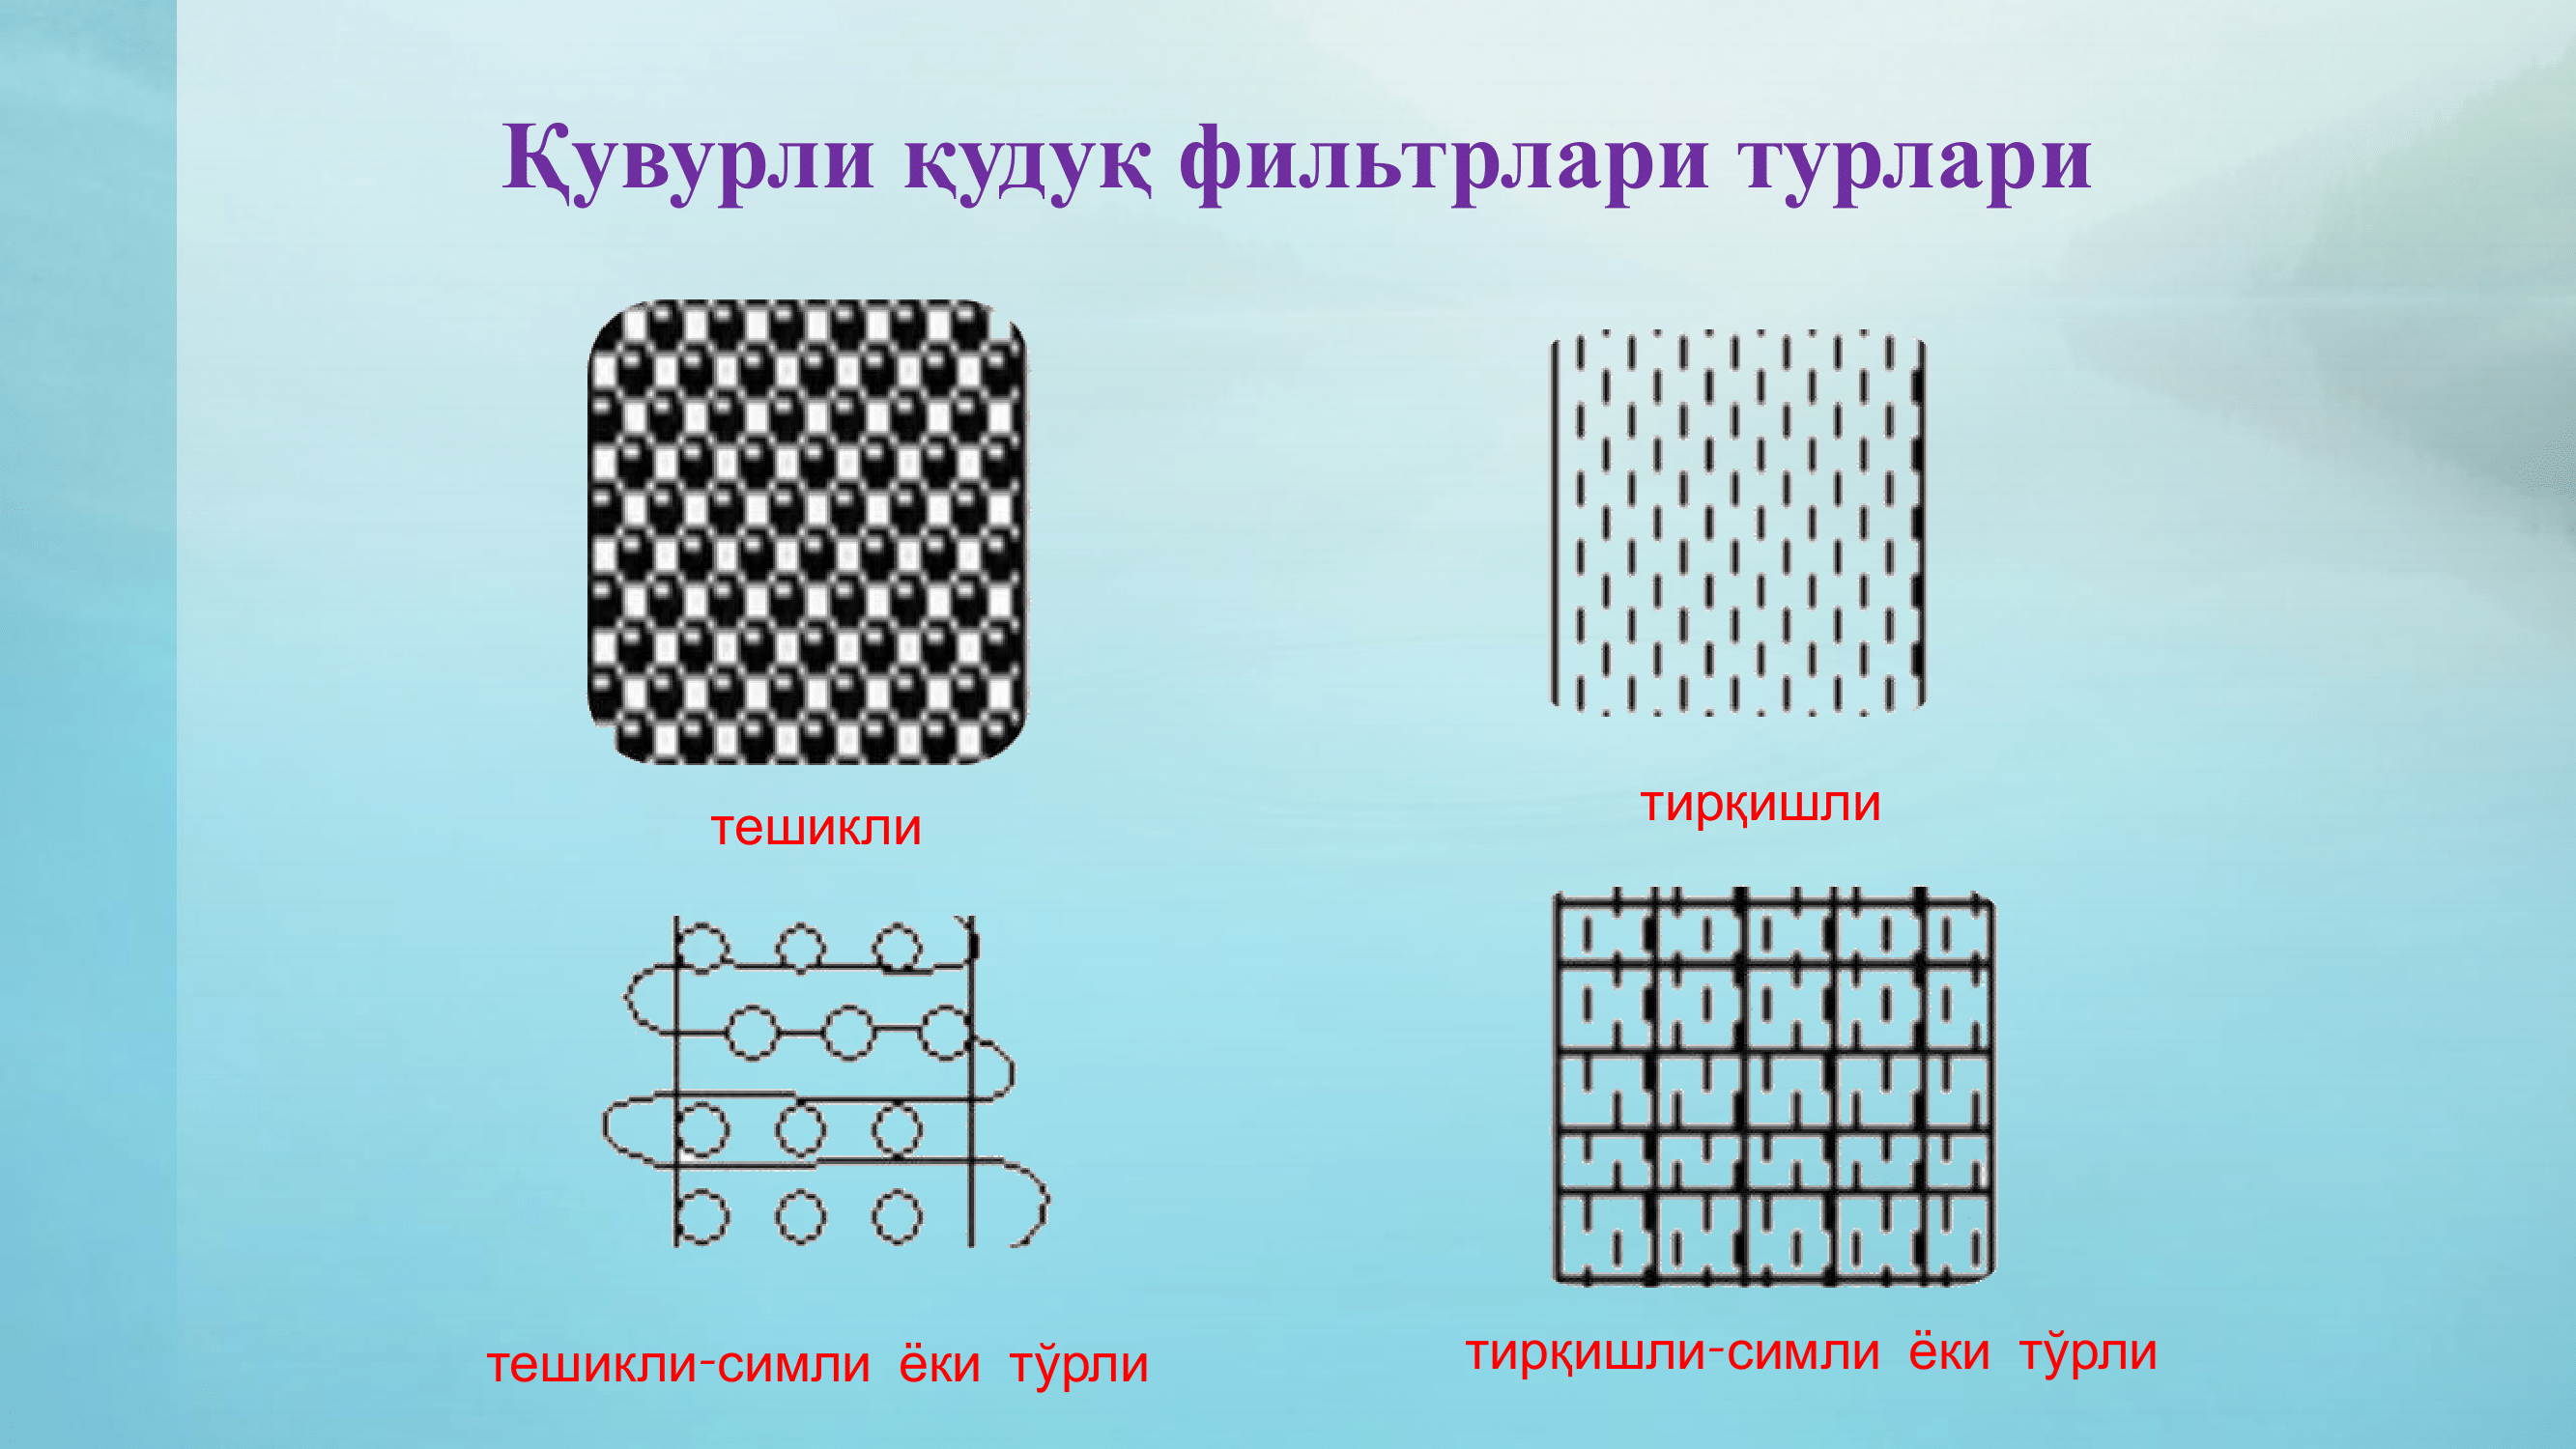 Қувурли қудуқ фильтрлари турлари
тешикли
тирқишли
тешикли-симли ёки тўрли
тирқишли-симли ёки тўрли